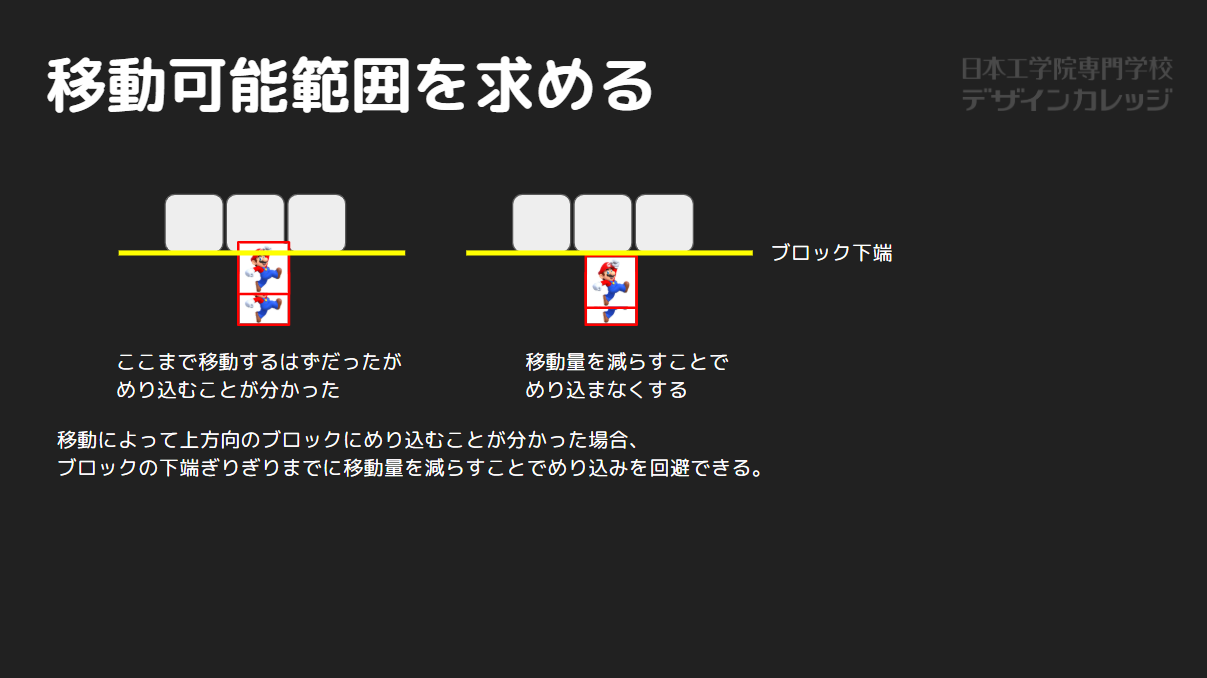 移動可能範囲を求める
日本工学院専門学校
デザインカレッジ
ブロック下端
ここまで移動するはずだったが
めり込むことが分かった
移動量を減らすことで
めり込まなくする
移動によって上方向のブロックにめり込むことが分かった場合、
ブロックの下端ぎりぎりまでに移動量を減らすことでめり込みを回避できる。